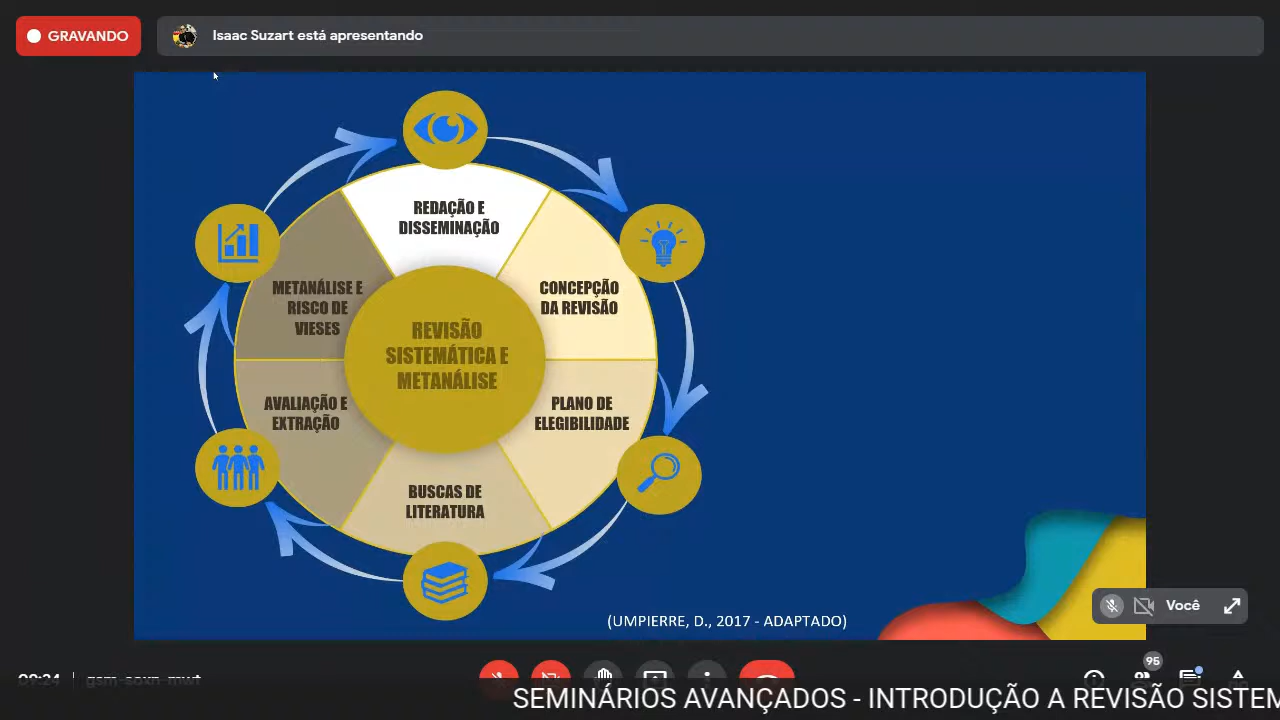 GRAVANDO
Isaac Suzart está apresentando
REDAÇÃO E
DISSEMINAÇÃO
CONCEPÇÃO
DA REVISÃO
METANÁLISE E
RISCO DE
VIESES
REVISÃO
SISTEMÁTICA E
METANÁLISE
PLANO DE
ELEGIBILIDADE
AVALIAÇÃO E
EXTRAÇÃO
BUSCAS DE
LITERATURA
(UMPIERRE, D., 2017 - ADAPTADO)
Você
95
SEMINÁRIOS AVANÇADOS - INTRODUÇÃO A REVISÃO SISTEM